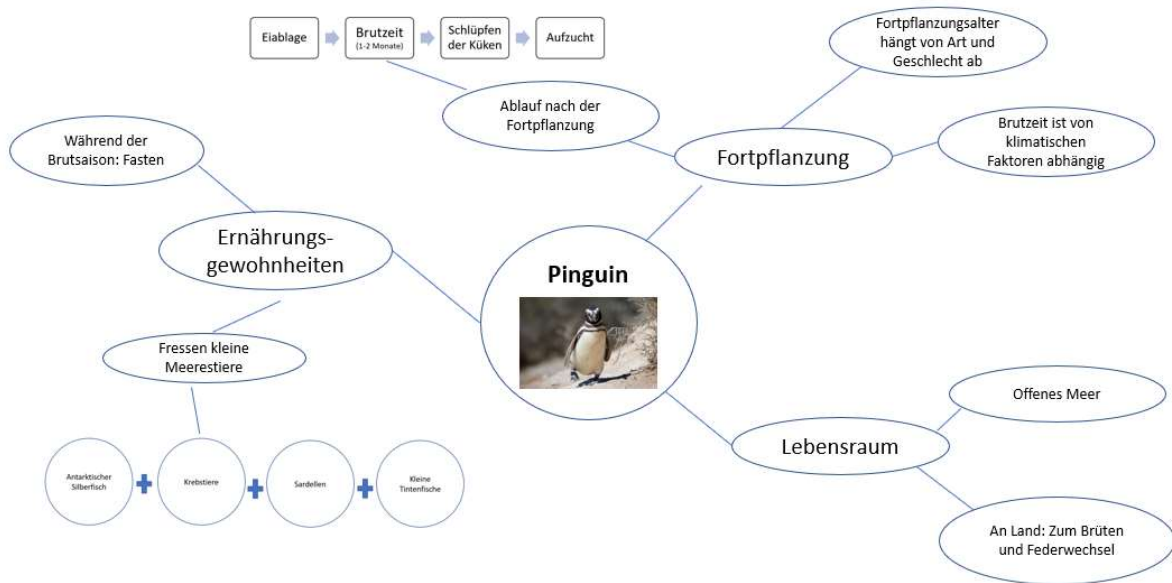 Eiablage
Brutzeit
(1-2 Monate)
Schlüpfen
der Küken
Aufzucht
Fortpflanzungsalter
hängt von Art und
Geschlecht ab
Ablauf nach der
Fortpflanzung
Während der
Brutsaison: Fasten
Fortpflanzung
Brutzeit ist von
klimatischen
Faktoren abhängig
Ernährungs-
gewohnheiten
Pinguin
Fressen kleine
Meerestiere
Offenes Meer
Lebensraum
Antarktischer
Silberfisch
Krebstiere
Sardellen
Kleine
Tintenfische
An Land: Zum Brüten
und Federwechsel